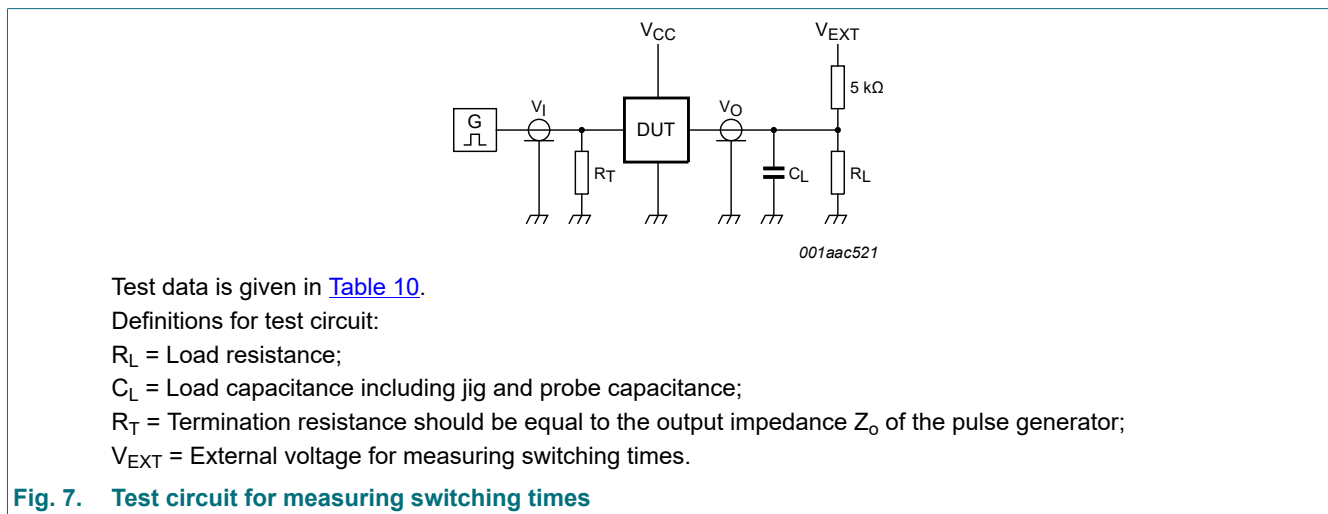 VCC
VEXT
5 kΩ
G
VI
DUT
VO
RT
CL
RL
001aac521
Test data is given in Table 10.
Definitions for test circuit:
RL = Load resistance;
CL = Load capacitance including jig and probe capacitance;
RT = Termination resistance should be equal to the output impedance Zo of the pulse generator;
VEXT = External voltage for measuring switching times.
Fig. 7. Test circuit for measuring switching times